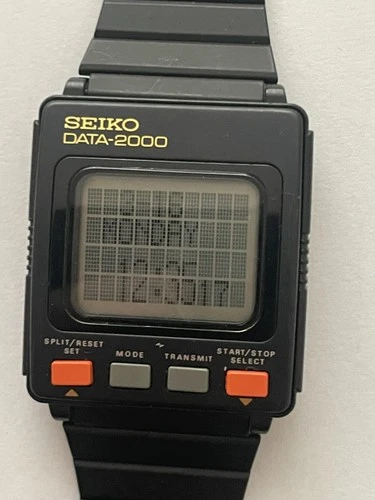 SEIKO
DATA-2000
MONDAY
SPLIT/RESET
SET
MODE
TRANSMIT
START/STOP
SELECT